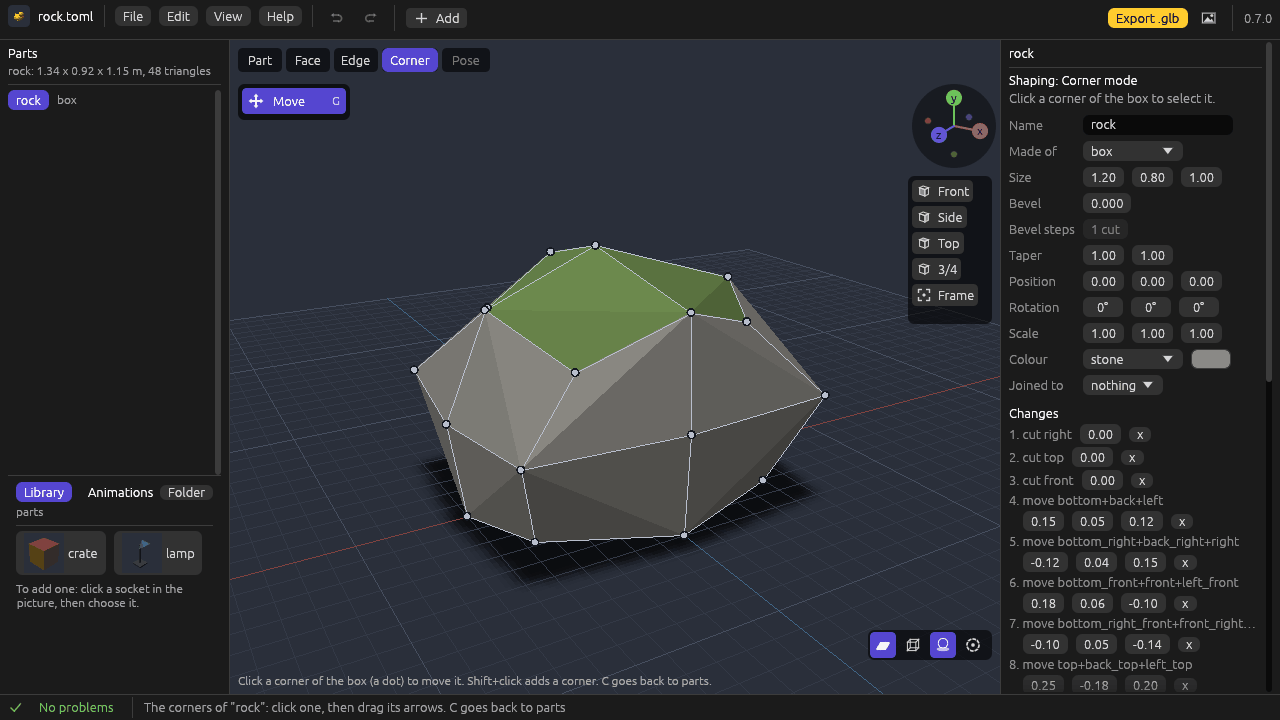 rock.toml File Edit View Help + Add Export .glb 0.7.0
Parts
rock: 1.34 x 0.92 x 1.15 m, 48 triangles
rock box
Library Animations Folder
parts
crate lamp
To add one: click a socket in the
picture, then choose it.
Part Face Edge Corner Pose
Move G
y
x
z
Front
Side
Top
3/4
Frame
Click a corner of the box (a dot) to move it. Shift+click adds a corner. C goes back to parts.
rock
Shaping: Corner mode
Click a corner of the box to select it.
Name rock
Made of box
Size 1.20 0.80 1.00
Bevel 0.000
Bevel steps 1 cut
Taper 1.00 1.00
Position 0.00 0.00 0.00
Rotation 0° 0° 0°
Scale 1.00 1.00 1.00
Colour stone
Joined to nothing
Changes
1. cut right 0.00 x
2. cut top 0.00 x
3. cut front 0.00 x
4. move bottom+back+left
0.15 0.05 0.12 x
5. move bottom_right+back_right+right
-0.12 0.04 0.15 x
6. move bottom_front+front+left_front
0.18 0.06 -0.10 x
7. move bottom_right_front+front_right...
-0.10 0.05 -0.14 x
8. move top+back_top+left_top
0.25 -0.18 0.20 x
No problems The corners of "rock": click one, then drag its arrows. C goes back to parts